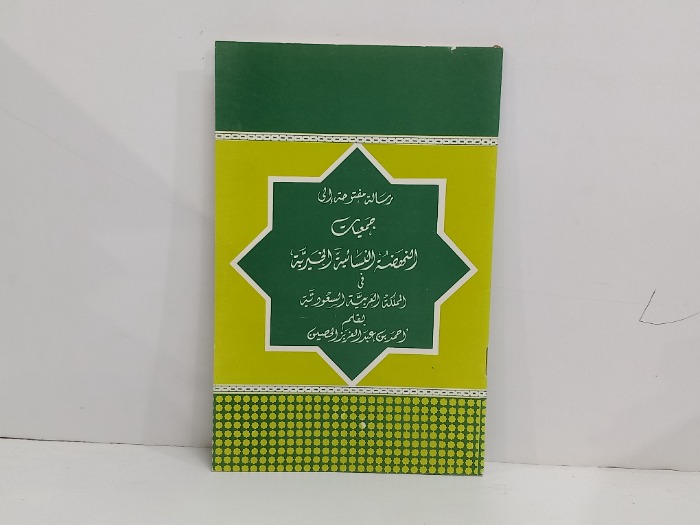 رسالة مفتوحة إلى
جمعيات
النهضة النسائية الخيرية
في
المملكة العربية السعودية
بقلم
أحمد بن عبد العزيز الحصين